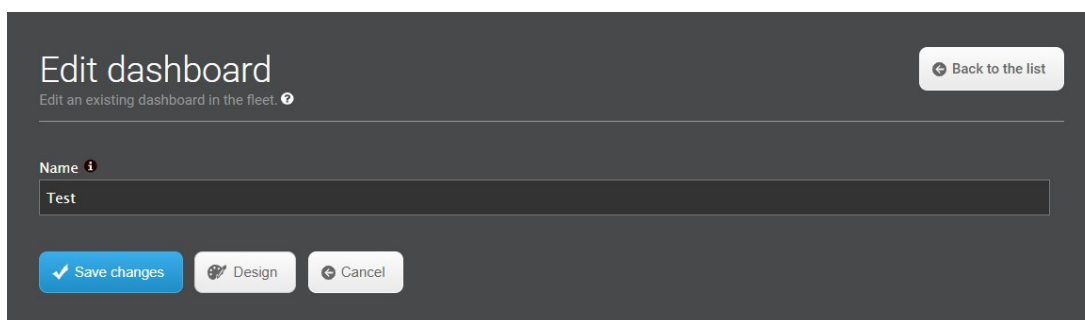 Edit dashboard
Back to the list
Edit an existing dashboard in the fleet.
Name
Test
Save changes
Design
Cancel